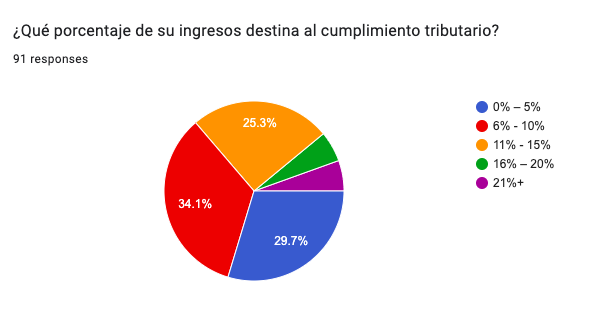 ¿Qué porcentaje de su ingresos destina al cumplimiento tributario?
91 responses
25.3%
34.1%
29.7%
0% – 5%
6% - 10%
11% - 15%
16% – 20%
21%+